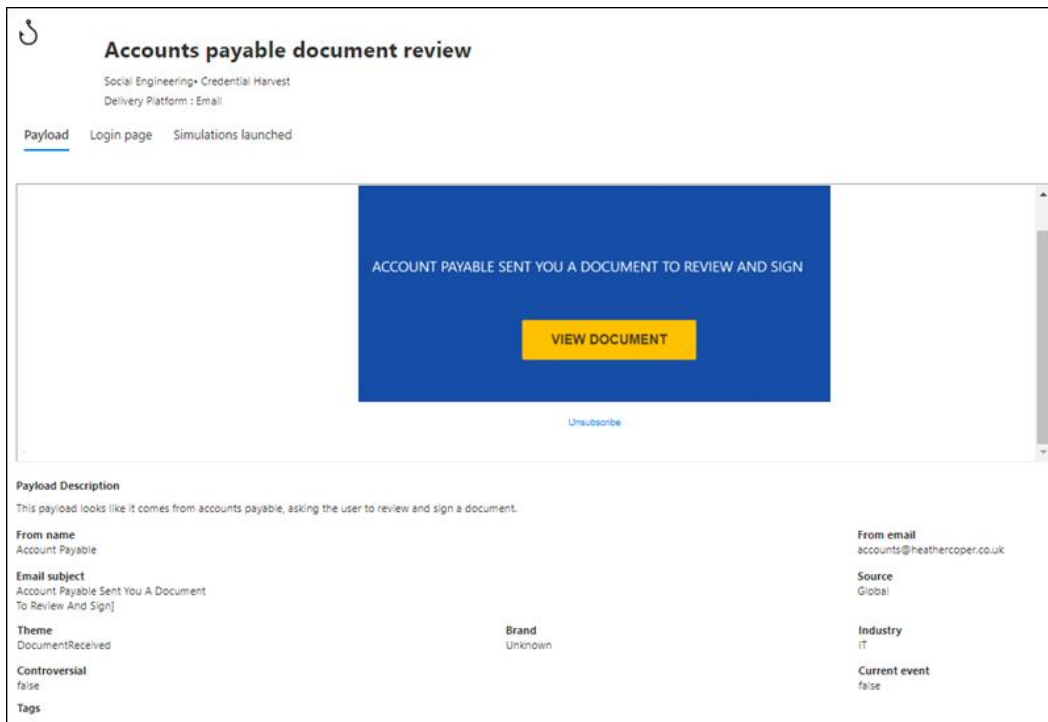 Accounts payable document review
Social Engineering• Credential Harvest
Delivery Platform : Email
Payload Login page Simulations launched
ACCOUNT PAYABLE SENT YOU A DOCUMENT TO REVIEW AND SIGN
VIEW DOCUMENT
Unsubscribe
Payload Description
This payload looks like it comes from accounts payable, asking the user to review and sign a document.
From name
Account Payable
From email
accounts@heathercoper.co.uk
Email subject
Account Payable Sent You A Document
To Review And Sign]
Source
Global
Theme
DocumentReceived
Brand
Unknown
Industry
IT
Controversial
false
Current event
false
Tags